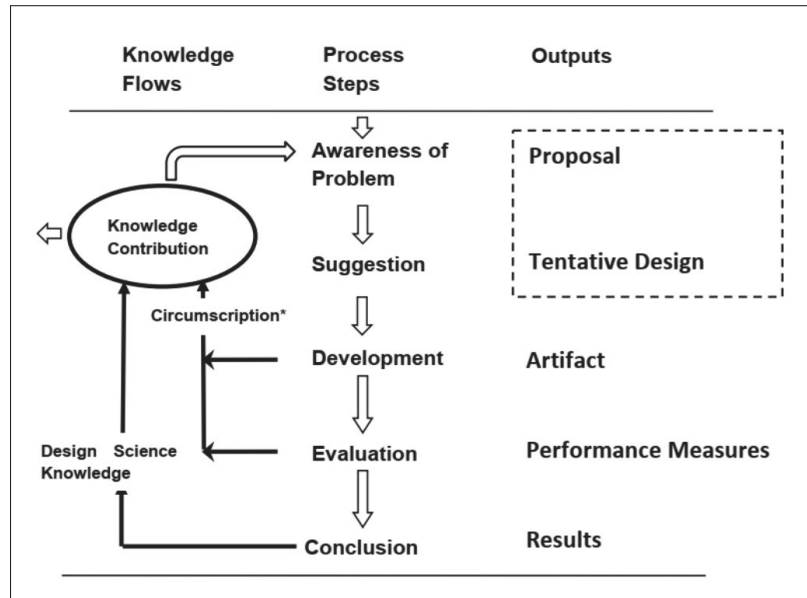 Knowledge Flows
Process Steps
Outputs
Awareness of Problem
Proposal
Knowledge Contribution
Suggestion
Tentative Design
Circumscription*
Development
Artifact
Design Science Knowledge
Evaluation
Performance Measures
Conclusion
Results